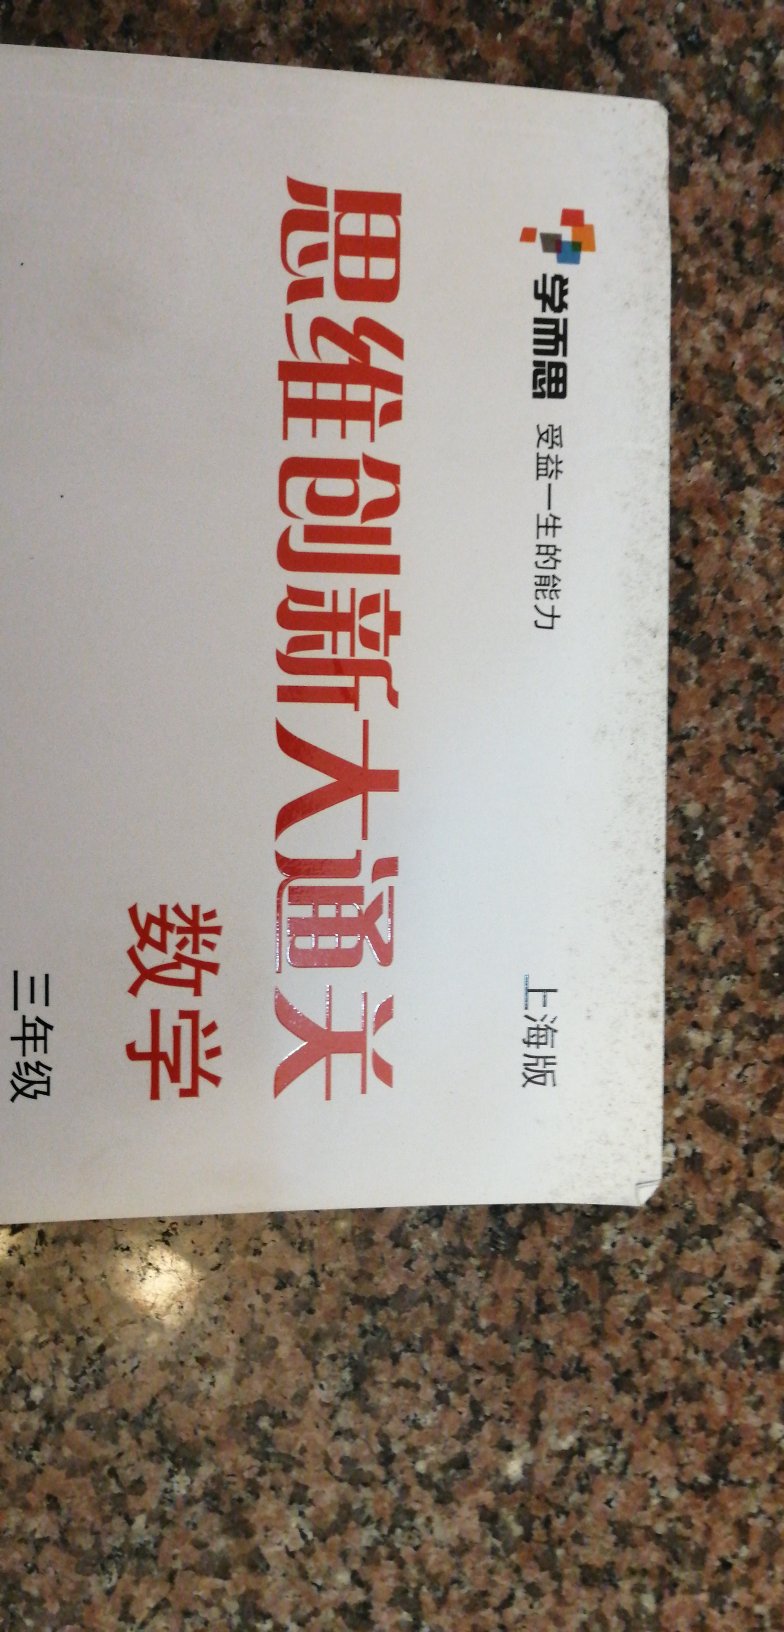 学而思 受益一生的能力
上海版
思维创新大通关
数学
三年级